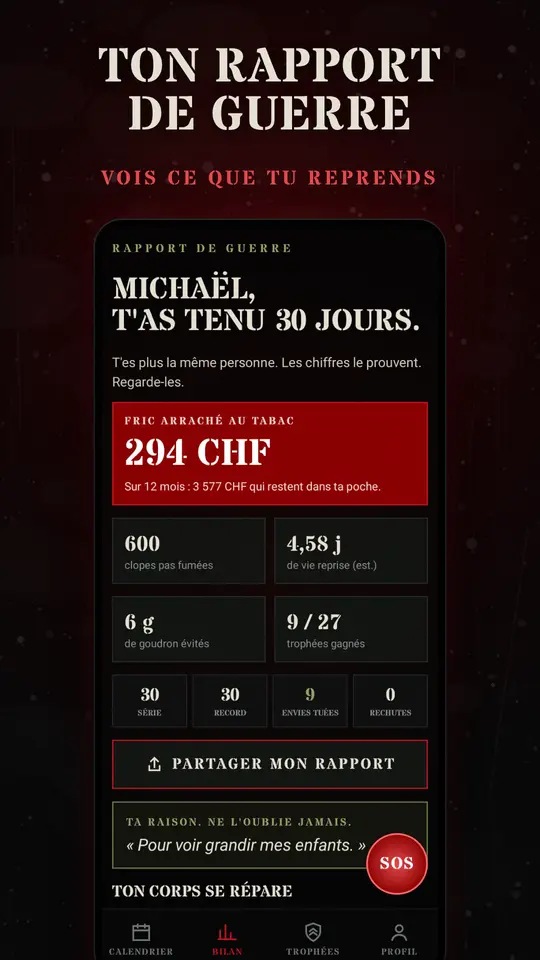 TON RAPPORT
DE GUERRE
VOIS CE QUE TU REPRENDS
RAPPORT DE GUERRE
MICHAËL,
T'AS TENU 30 JOURS.
T'es plus la même personne. Les chiffres le prouvent.
Regarde-les.
FRIC ARRACHÉ AU TABAC
294 CHF
Sur 12 mois : 3 577 CHF qui restent dans ta poche.
600
clopes pas fumées
4,58 j
de vie reprise (est.)
6 g
de goudron évités
9 / 27
trophées gagnés
30
SÉRIE
30
RECORD
9
ENVIES TUÉES
0
RECHUTES
PARTAGER MON RAPPORT
TA RAISON. NE L'OUBLIE JAMAIS.
« Pour voir grandir mes enfants. »
SOS
TON CORPS SE RÉPARE
CALENDRIER
BILAN
TROPHÉES
PROFIL